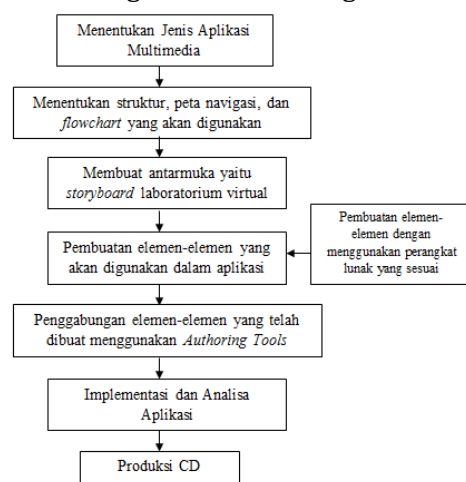 Menentukan Jenis Aplikasi
Multimedia
Menentukan struktur, peta navigasi, dan
flowchart yang akan digunakan
Membuat antarmuka yaitu
storyboard laboratorium virtual
Pembuatan elemen-elemen yang
akan digunakan dalam aplikasi
Pembuatan elemen-
elemen dengan
menggunakan perangkat
lunak yang sesuai
Penggabungan elemen-elemen yang telah
dibuat menggunakan Authoring Tools
Implementasi dan Analisa
Aplikasi
Produksi CD